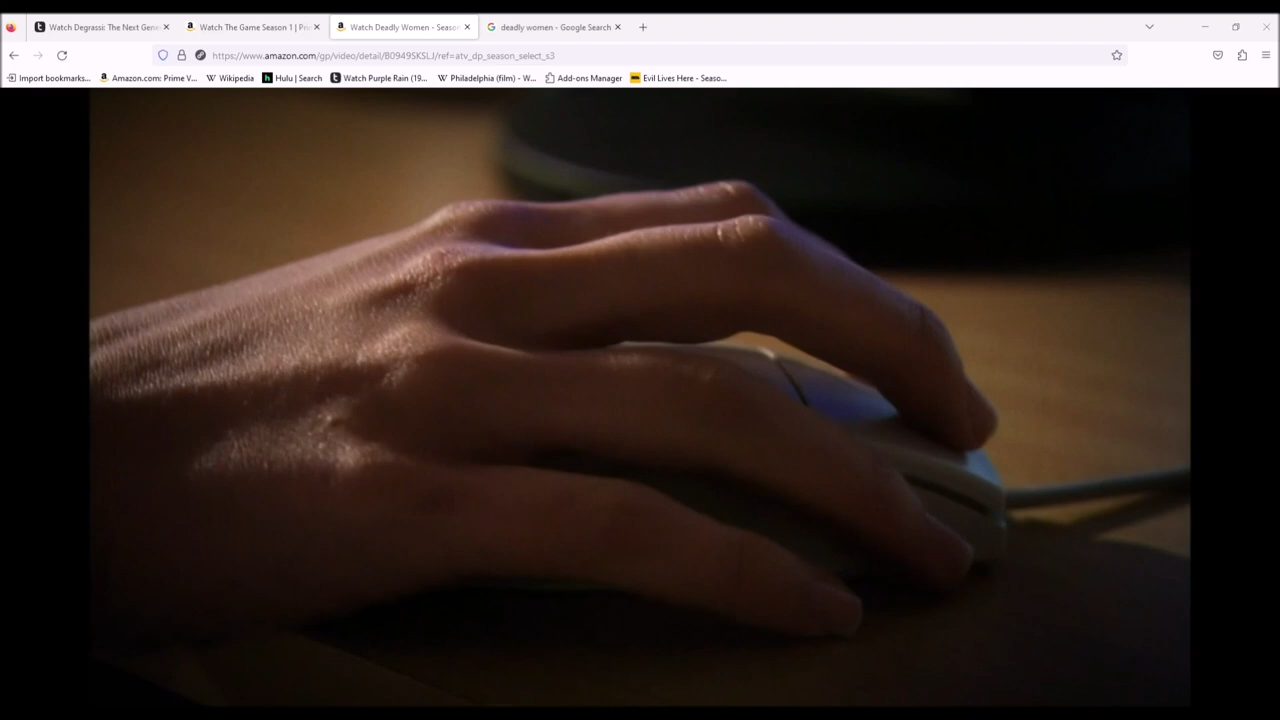 Watch Degrassi: The Next Gene
Watch The Game Season 1 | Pri
Watch Deadly Women - Season
deadly women - Google Search
https://www.amazon.com/gp/video/detail/B0949SKSLJ/ref=atv_dp_season_select_s3
Import bookmarks...
Amazon.com: Prime V...
Wikipedia
Hulu | Search
Watch Purple Rain (19...
Philadelphia (film) - W...
Add-ons Manager
Evil Lives Here - Seaso...